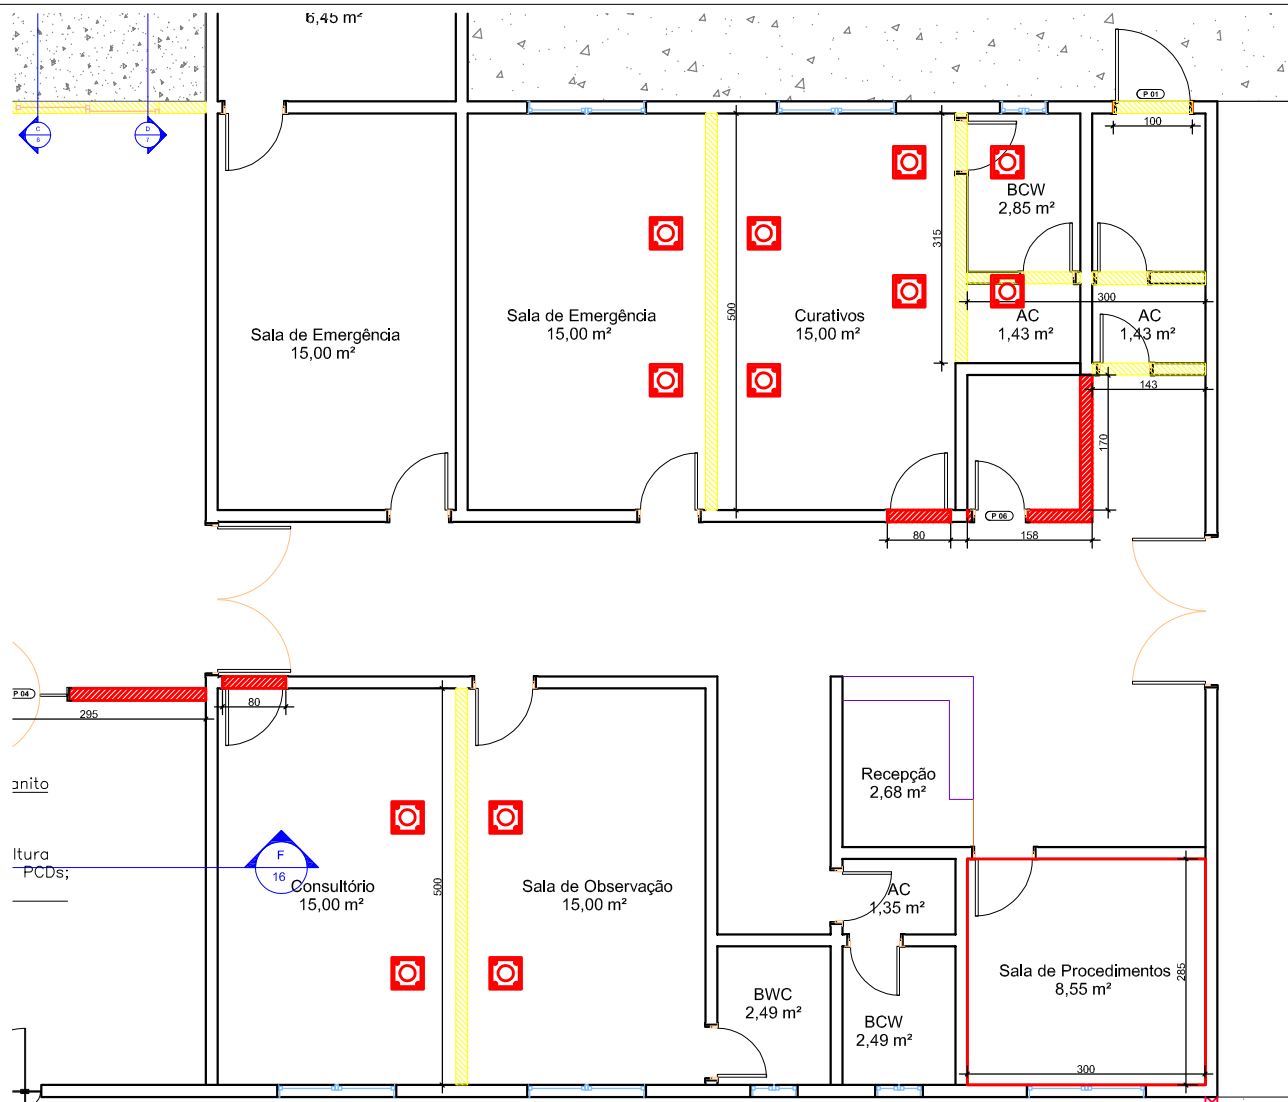 6,45 m²
P 01
100
C
6
D
7
BCW
2,85 m²
315
500
300
Sala de Emergência
15,00 m²
Sala de Emergência
15,00 m²
Curativos
15,00 m²
AC
1,43 m²
AC
1,43 m²
143
170
P 06
80
158
P 04
295
80
anito
ltura
PCDs;
F
16
Consultório
15,00 m²
500
Sala de Observação
15,00 m²
Recepção
2,68 m²
AC
1,35 m²
BWC
2,49 m²
BCW
2,49 m²
Sala de Procedimentos
8,55 m²
285
300